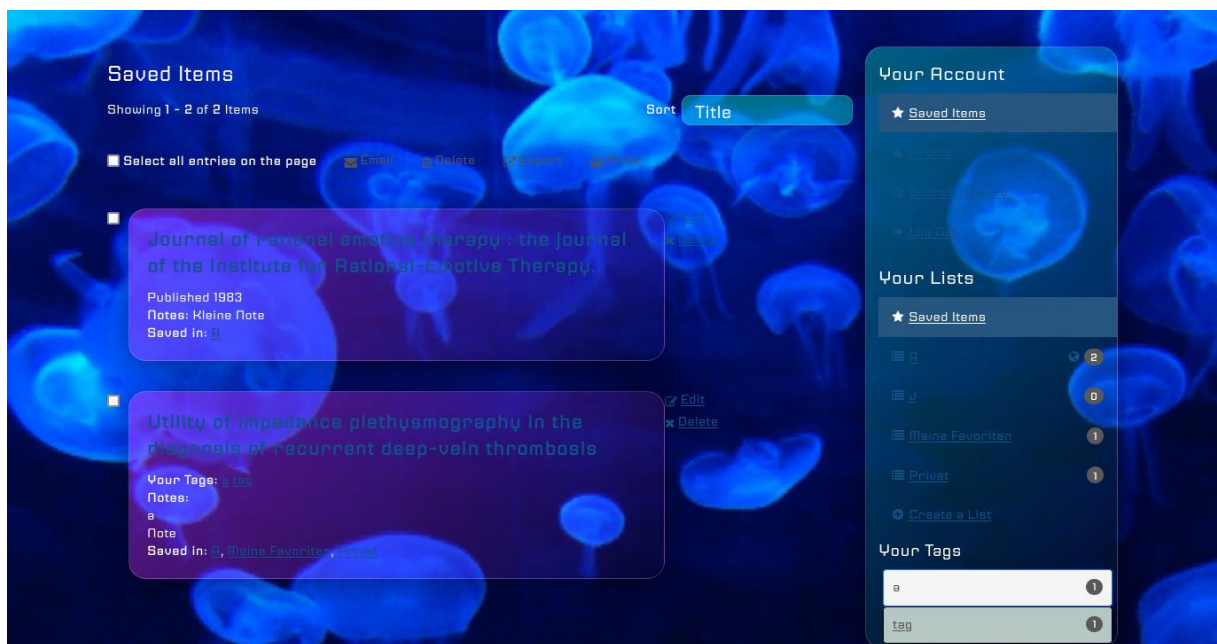 Saved Items
Showing 1 - 2 of 2 Items
Sort Title
Select all entries on the page Email Delete Export Print
Journal of rational emotive therapy : the journal
of the Institute for Rational-Emotive Therapy.
Published 1983
Notes: Kleine Note
Saved in: A
Edit
Delete
Utility of impedance plethysmography in the
diagnosis of recurrent deep-vein thrombosis
Your Tags: a tag
Notes:
a
Note
Saved in: A, Meine Favoriten, Privat
Edit
Delete
Your Account
Saved Items
Profile
Search
Log Out
Your Lists
Saved Items
A 2
J 0
Meine Favoriten 1
Privat 1
Create a List
Your Tags
a 1
tag 1